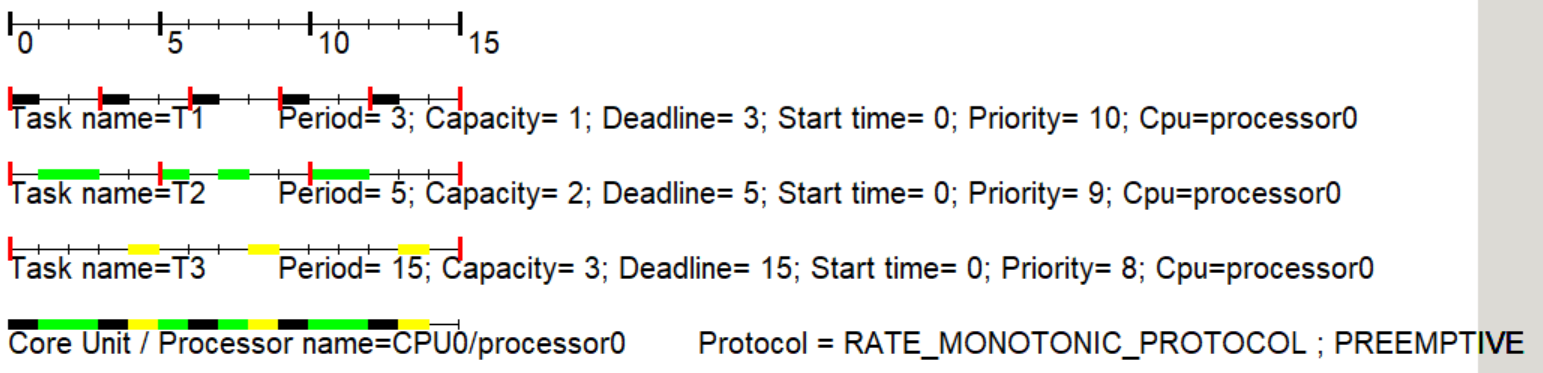 0 5 10 15
Task name=T1 Period= 3; Capacity= 1; Deadline= 3; Start time= 0; Priority= 10; Cpu=processor0
Task name=T2 Period= 5; Capacity= 2; Deadline= 5; Start time= 0; Priority= 9; Cpu=processor0
Task name=T3 Period= 15; Capacity= 3; Deadline= 15; Start time= 0; Priority= 8; Cpu=processor0
Core Unit / Processor name=CPU0/processor0 Protocol = RATE_MONOTONIC_PROTOCOL ; PREEMPTIVE